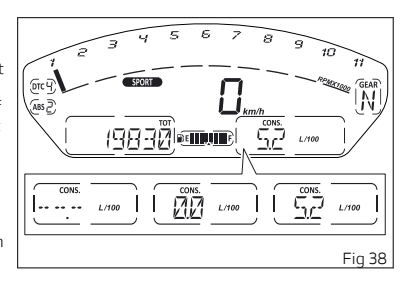 1 2 3 4 5 6 7 8 9 10 11
RPMX1000
DTC 4
SPORT
GEAR
N
ABS 2
0
km/h
TOT
19830
E F
CONS.
5.2 L/100
CONS.
-- --.-- L/100
CONS.
0.0 L/100
CONS.
5.2 L/100
Fig 38